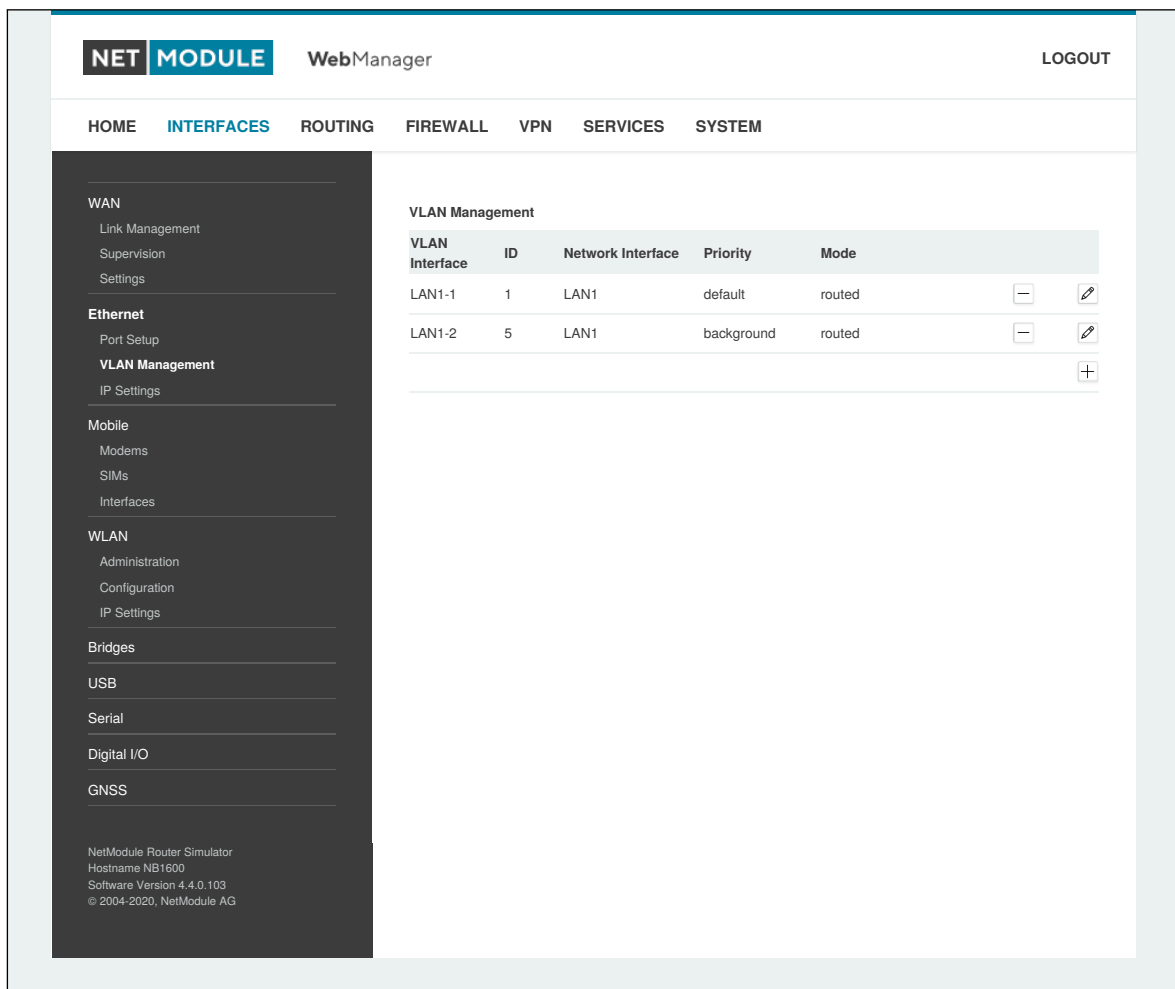 NET MODULE WebManager LOGOUT
HOME INTERFACES ROUTING FIREWALL VPN SERVICES SYSTEM
WAN
Link Management
Supervision
Settings
Ethernet
Port Setup
VLAN Management
IP Settings
Mobile
Modems
SIMs
Interfaces
WLAN
Administration
Configuration
IP Settings
Bridges
USB
Serial
Digital I/O
GNSS
NetModule Router Simulator
Hostname NB1600
Software Version 4.4.0.103
© 2004-2020, NetModule AG
VLAN Management
VLAN Interface ID Network Interface Priority Mode
LAN1-1 1 LAN1 default routed
LAN1-2 5 LAN1 background routed